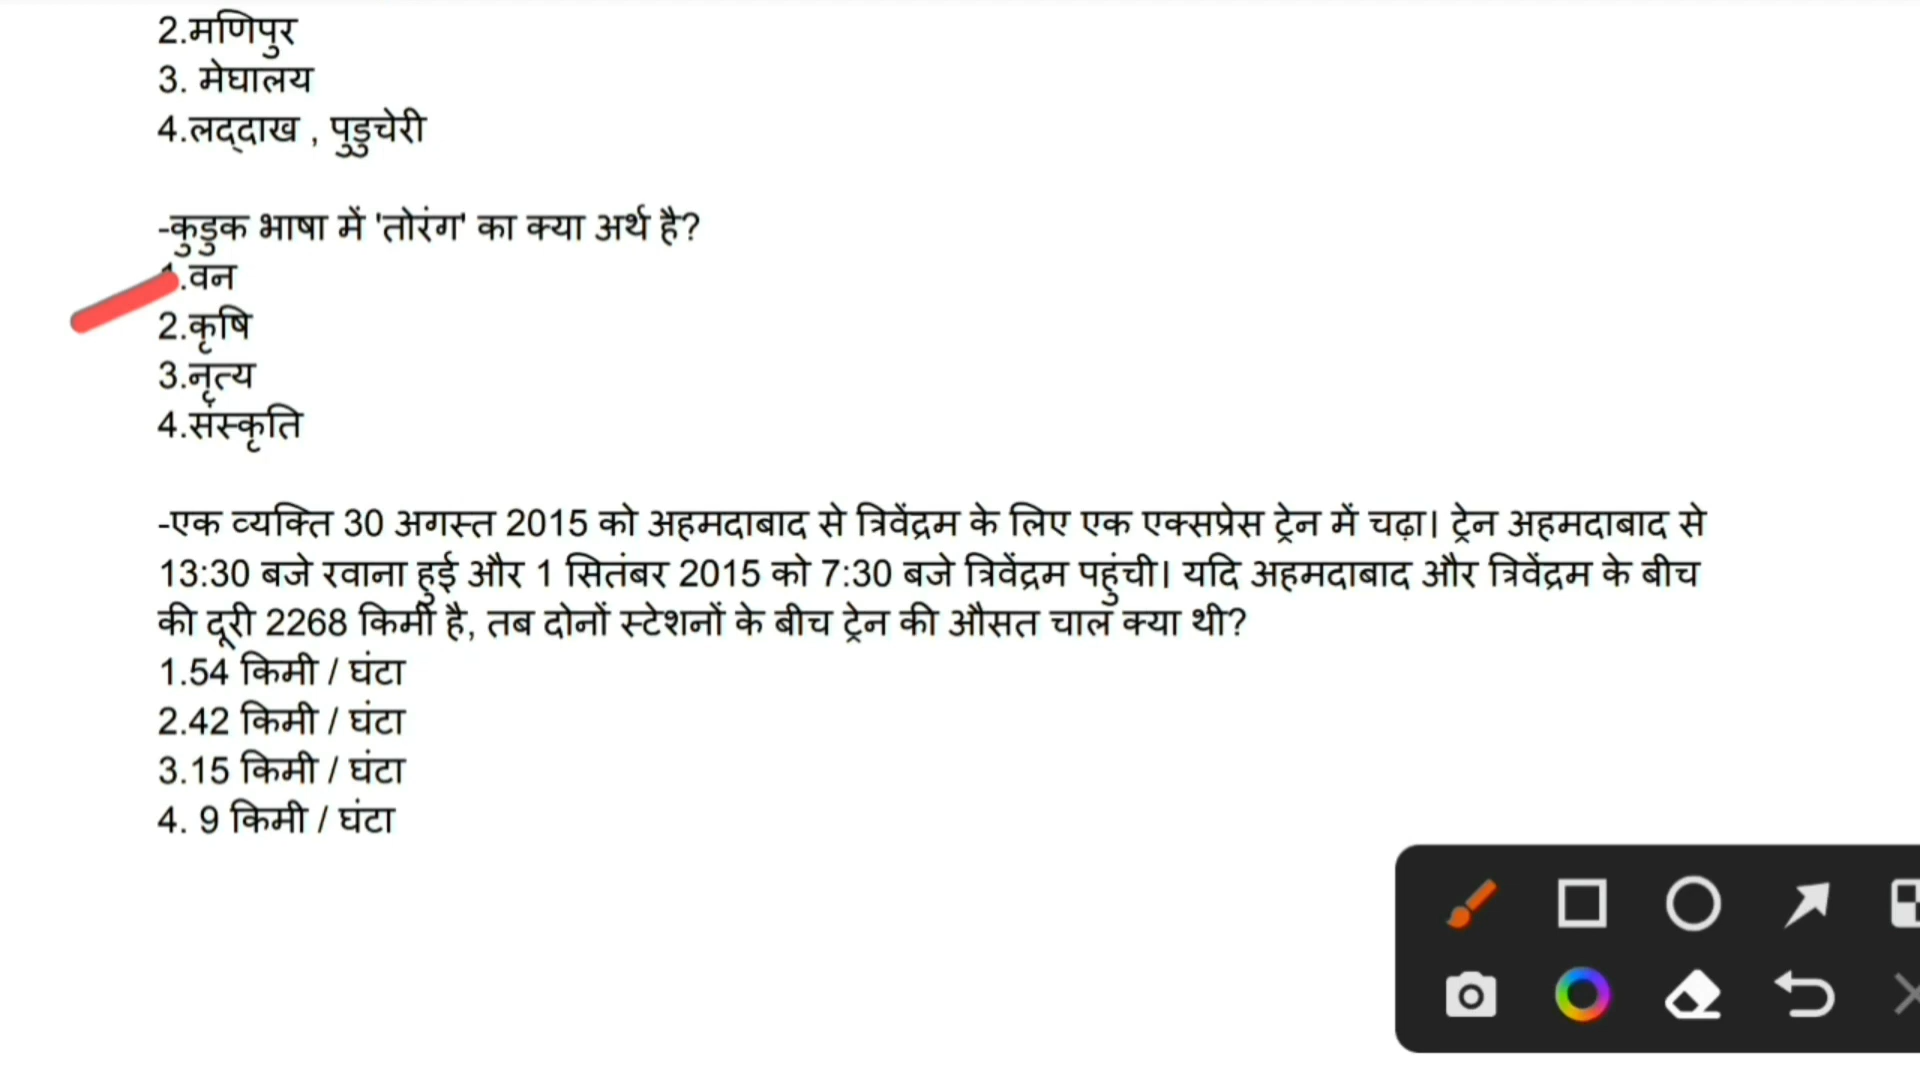 2.मणिपुर
3. मेघालय
4.लद्दाख , पुडुचेरी
-कुडुक भाषा में 'तोरंग' का क्या अर्थ है?
1.वन
2.कृषि
3.नृत्य
4.संस्कृति
-एक व्यक्ति 30 अगस्त 2015 को अहमदाबाद से त्रिवेंद्रम के लिए एक एक्सप्रेस ट्रेन में चढ़ा। ट्रेन अहमदाबाद से
13:30 बजे रवाना हुई और 1 सितंबर 2015 को 7:30 बजे त्रिवेंद्रम पहुंची। यदि अहमदाबाद और त्रिवेंद्रम के बीच
की दूरी 2268 किमी है, तब दोनों स्टेशनों के बीच ट्रेन की औसत चाल क्या थी?
1.54 किमी / घंटा
2.42 किमी / घंटा
3.15 किमी / घंटा
4. 9 किमी / घंटा